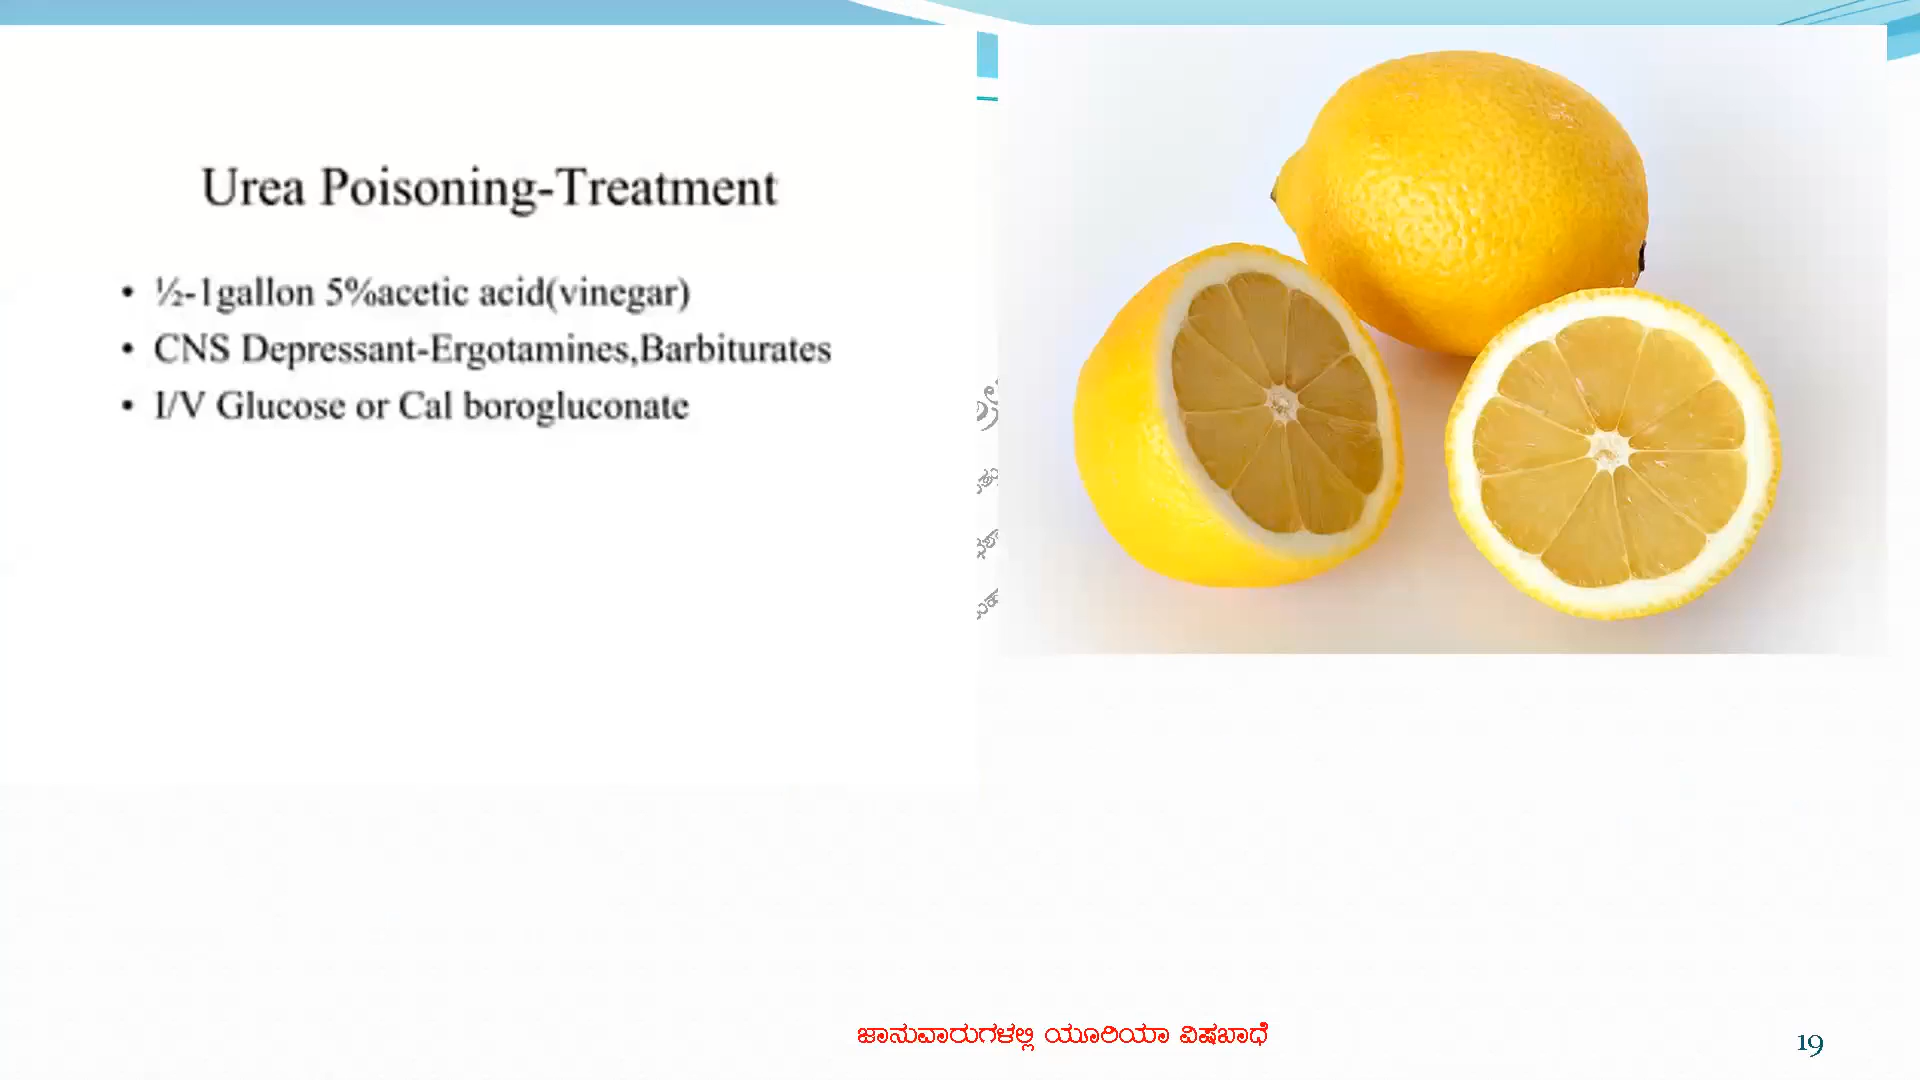 Urea Poisoning-Treatment
• ½-1gallon 5%acetic acid(vinegar)
• CNS Depressant-Ergotamines,Barbiturates
• I/V Glucose or Cal borogluconate
ಜಾನುವಾರುಗಳಲ್ಲಿ ಯೂರಿಯಾ ವಿಷಬಾಧೆ
19